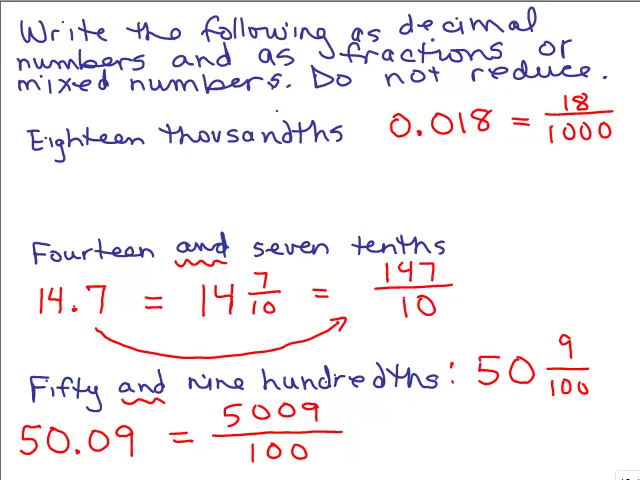 Write the following as decimal
numbers and as fractions or
mixed numbers. Do not reduce.
Eighteen thousandths 0.018 = 18/1000
Fourteen and seven tenths
14.7 = 14 7/10 = 147/10
Fifty and nine hundredths: 50 9/100
50.09 = 5009/100